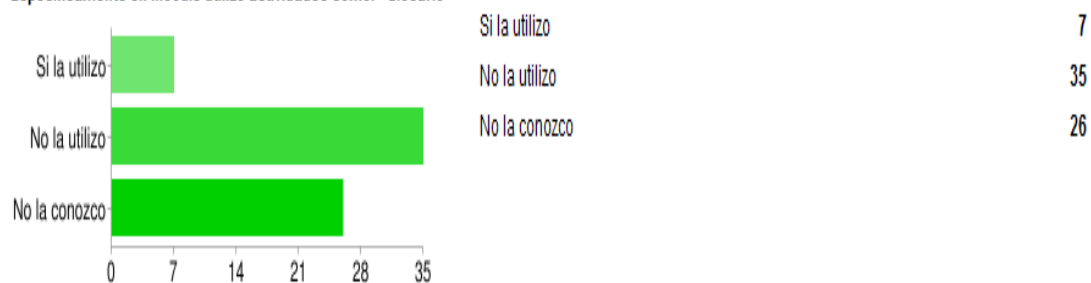 Si la utilizo 7
No la utilizo 35
No la conozco 26
Si la utilizo
No la utilizo
No la conozco
0 7 14 21 28 35